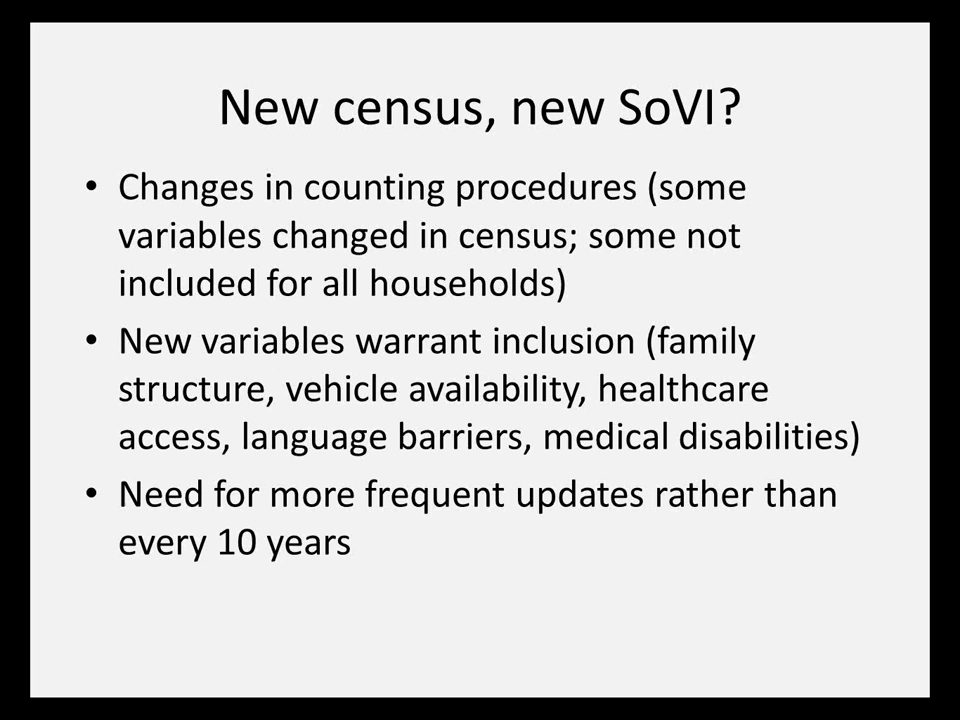 New census, new SoVI?
• Changes in counting procedures (some
variables changed in census; some not
included for all households)
• New variables warrant inclusion (family
structure, vehicle availability, healthcare
access, language barriers, medical disabilities)
• Need for more frequent updates rather than
every 10 years